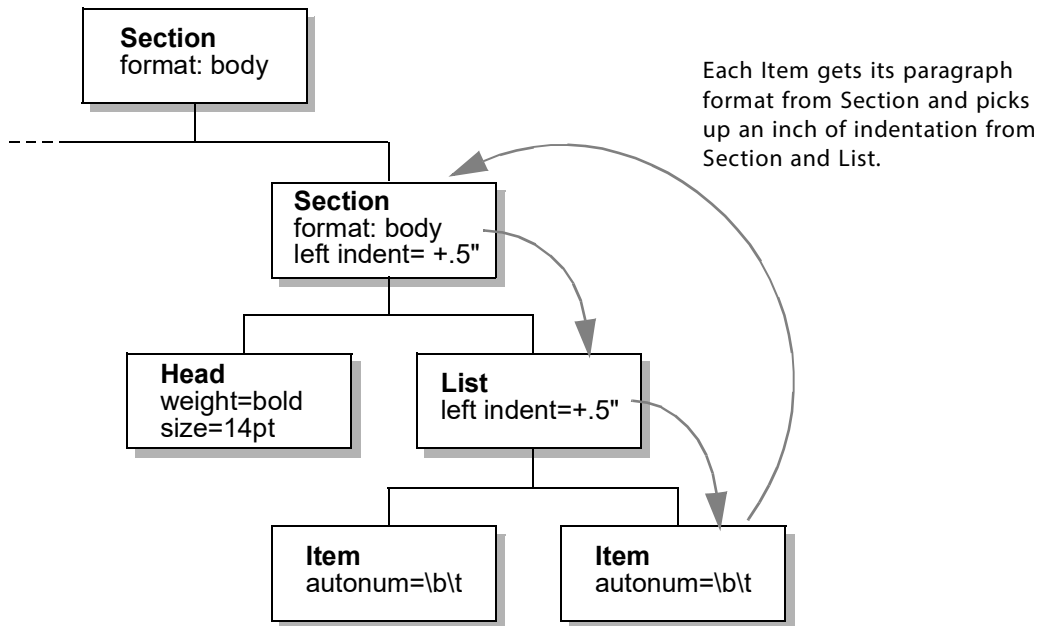 Section
format: body
Each Item gets its paragraph
format from Section and picks
up an inch of indentation from
Section and List.
Section
format: body
left indent= +.5"
Head
weight=bold
size=14pt
List
left indent=+.5"
Item
autonum=\b\t
Item
autonum=\b\t